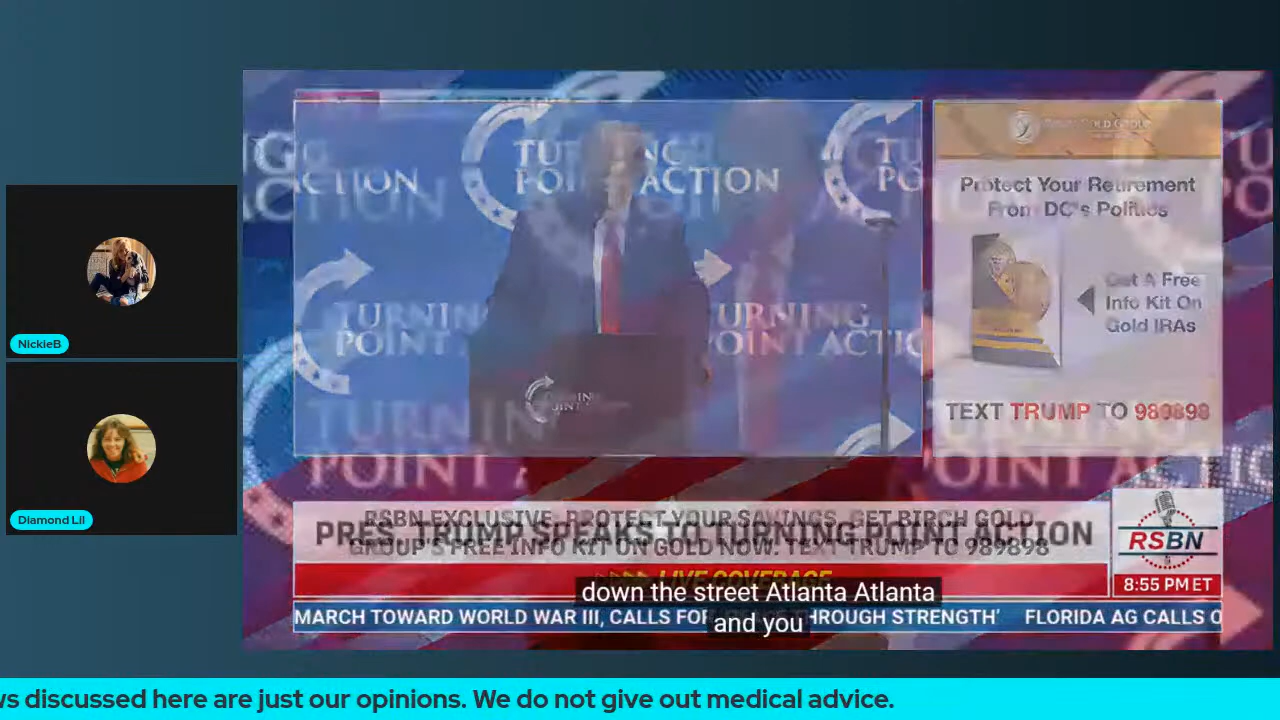 TURNING
POINT ACTION
Protect Your Retirement
From DC's Politics
Get A Free
Info Kit On
Gold IRAs
TEXT TRUMP TO 989898
NickieB
Diamond Lil
RSBN EXCLUSIVE: PROTECT YOUR SAVINGS. GET BIRCH GOLD
PRES. TRUMP SPEAKS TO TURNING POINT ACTION
GROUP'S FREE INFO KIT ON GOLD NOW. TEXT TRUMP TO 989898
LIVE COVERAGE
RSBN
8:55 PM ET
down the street Atlanta Atlanta
and you
MARCH TOWARD WORLD WAR III, CALLS FOR THROUGH STRENGTH' FLORIDA AG CALLS
ws discussed here are just our opinions. We do not give out medical advice.